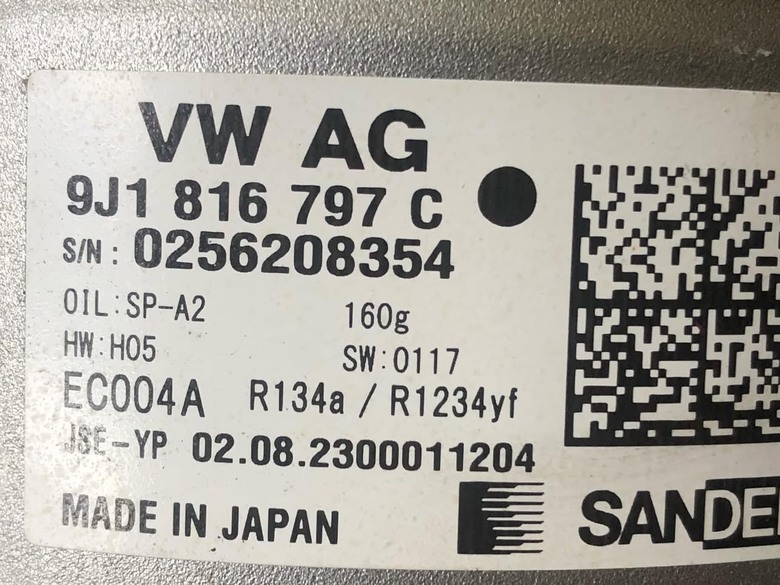 VW AG
9J1 816 797 C
S/N : 0256208354
OIL:SP-A2 160g
HW:H05 SW:0117
EC004A R134a / R1234yf
JSE-YP 02.08.2300011204
MADE IN JAPAN SANDE